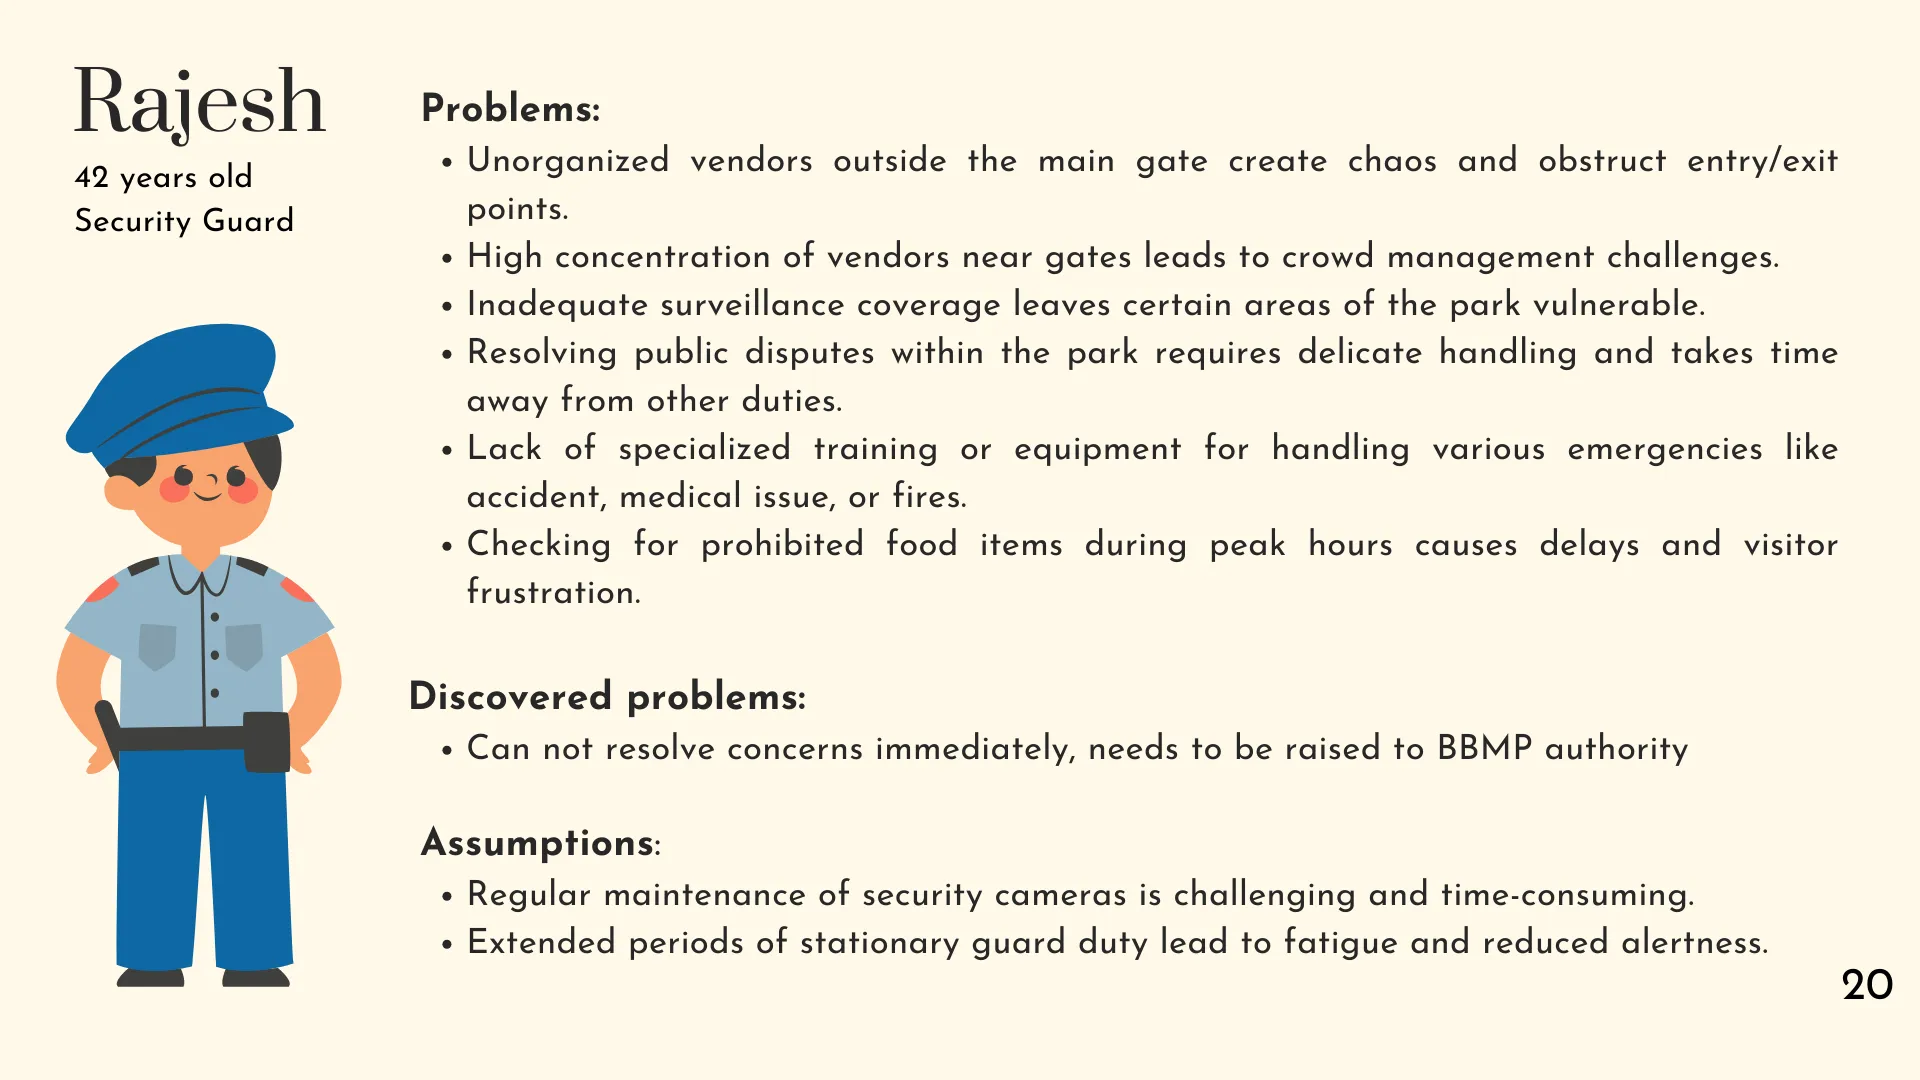 Rajesh
42 years old
Security Guard
Problems:
• Unorganized vendors outside the main gate create chaos and obstruct entry/exit
points.
• High concentration of vendors near gates leads to crowd management challenges.
• Inadequate surveillance coverage leaves certain areas of the park vulnerable.
• Resolving public disputes within the park requires delicate handling and takes time
away from other duties.
• Lack of specialized training or equipment for handling various emergencies like
accident, medical issue, or fires.
• Checking for prohibited food items during peak hours causes delays and visitor
frustration.
Discovered problems:
• Can not resolve concerns immediately, needs to be raised to BBMP authority
Assumptions:
• Regular maintenance of security cameras is challenging and time-consuming.
• Extended periods of stationary guard duty lead to fatigue and reduced alertness.
20